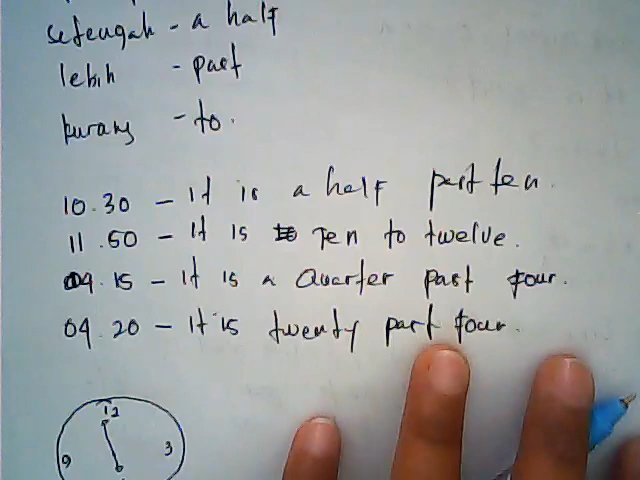 setengah - a half
lebih - past
kurang - to.
10.30 - it is a half past ten.
11.50 - It is Ten to twelve.
04.15 - it is a Quarter past four.
04.20 - it is twenty past four.
12
9 3